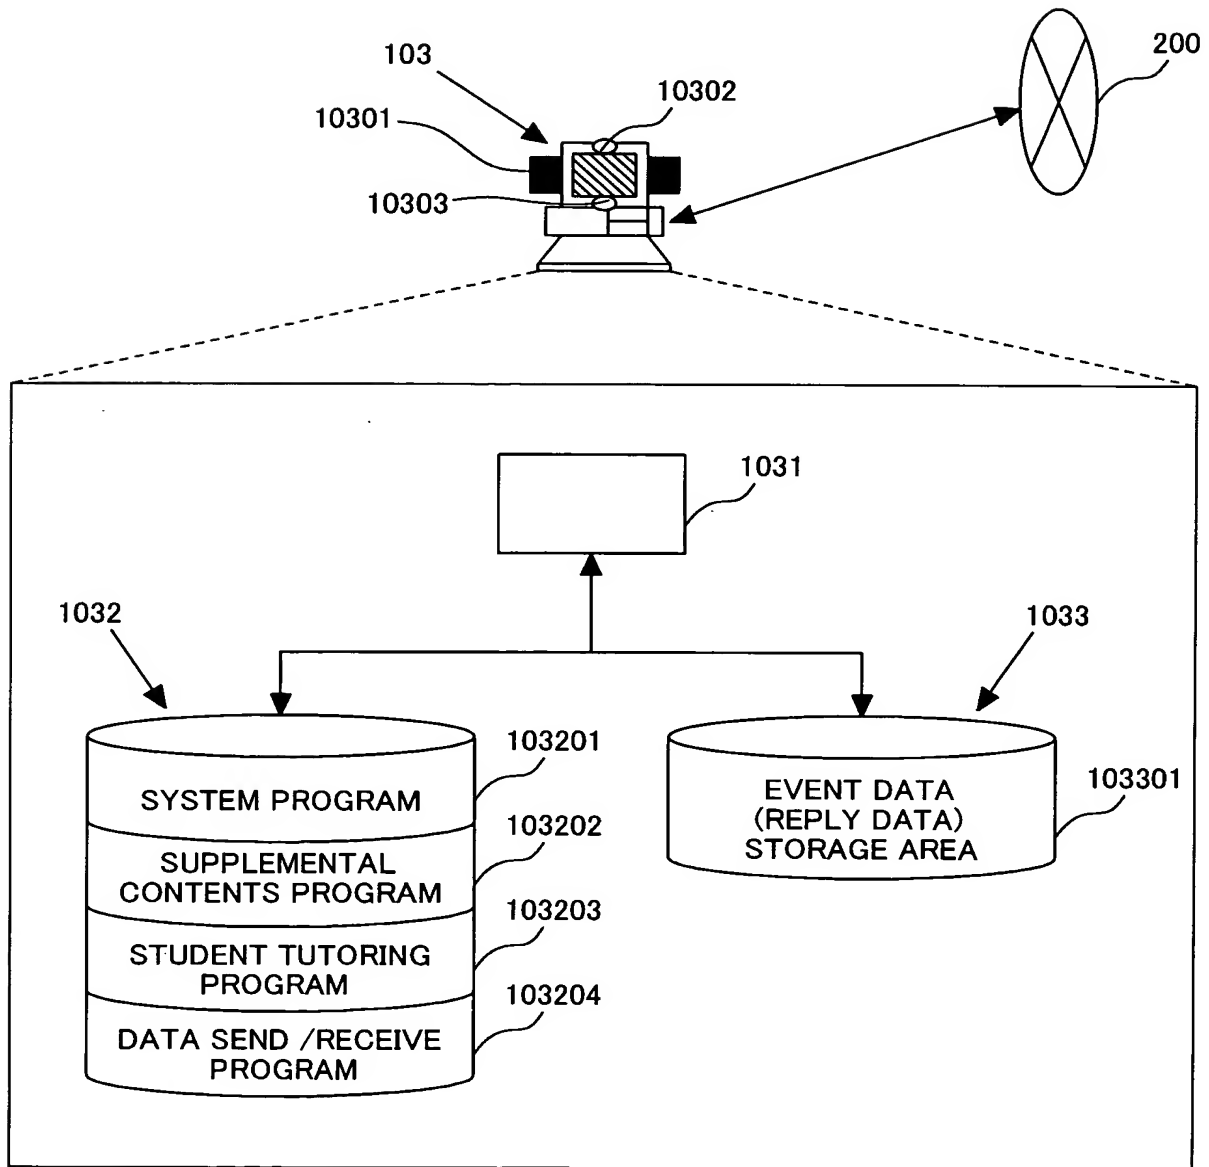 103
10302
200
10301
10303
1031
1032
1033
103201
SYSTEM PROGRAM
103202
SUPPLEMENTAL
CONTENTS PROGRAM
103203
STUDENT TUTORING
PROGRAM
103204
DATA SEND /RECEIVE
PROGRAM
103301
EVENT DATA
(REPLY DATA)
STORAGE AREA